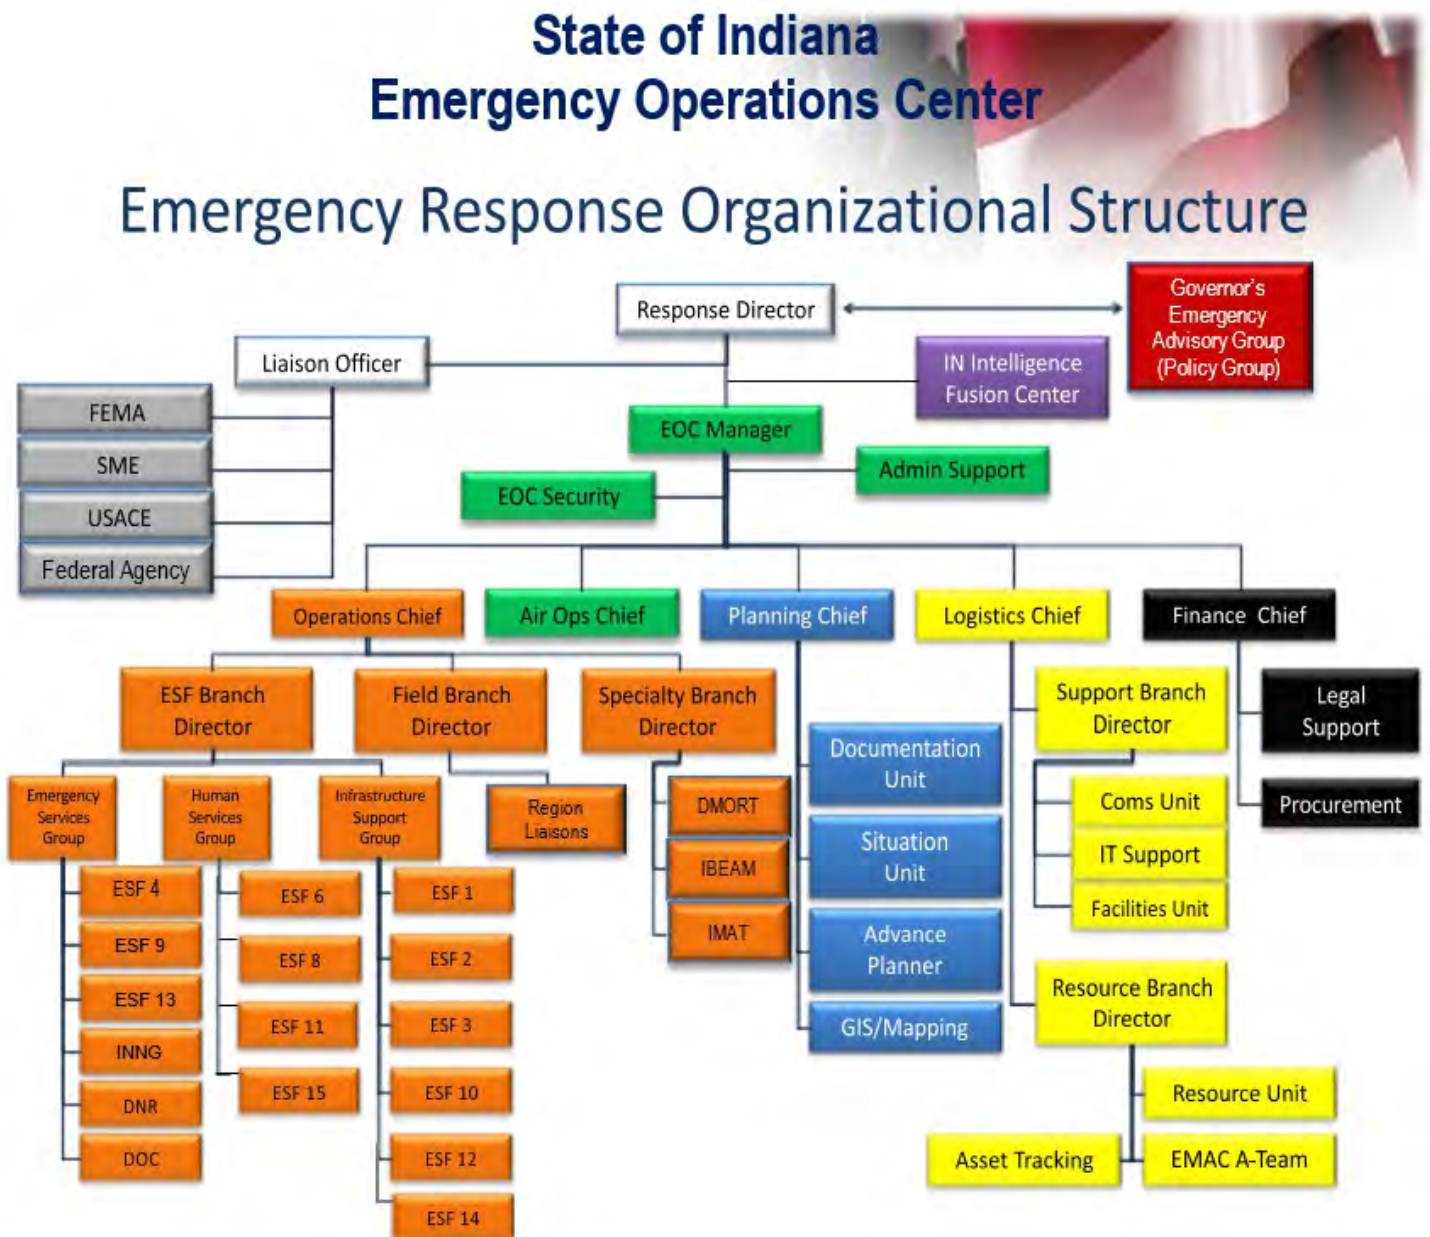 State of Indiana
Emergency Operations Center
Emergency Response Organizational Structure
Response Director
Governor's
Emergency
Advisory Group
(Policy Group)
Liaison Officer
IN Intelligence
Fusion Center
FEMA
SME
USACE
Federal Agency
EOC Manager
Admin Support
EOC Security
Operations Chief
Air Ops Chief
Planning Chief
Logistics Chief
Finance Chief
ESF Branch
Director
Field Branch
Director
Specialty Branch
Director
Support Branch
Director
Legal
Support
Documentation
Unit
Emergency
Services
Group
Human
Services
Group
Infrastructure
Support
Group
Region
Liaisons
DMORT
IBEAM
IMAT
Coms Unit
IT Support
Facilities Unit
Procurement
Situation
Unit
Advance
Planner
GIS/Mapping
ESF 4
ESF 9
ESF 13
INNG
DNR
DOC
ESF 6
ESF 8
ESF 11
ESF 15
ESF 1
ESF 2
ESF 3
ESF 10
ESF 12
ESF 14
Resource Branch
Director
Resource Unit
Asset Tracking
EMAC A-Team